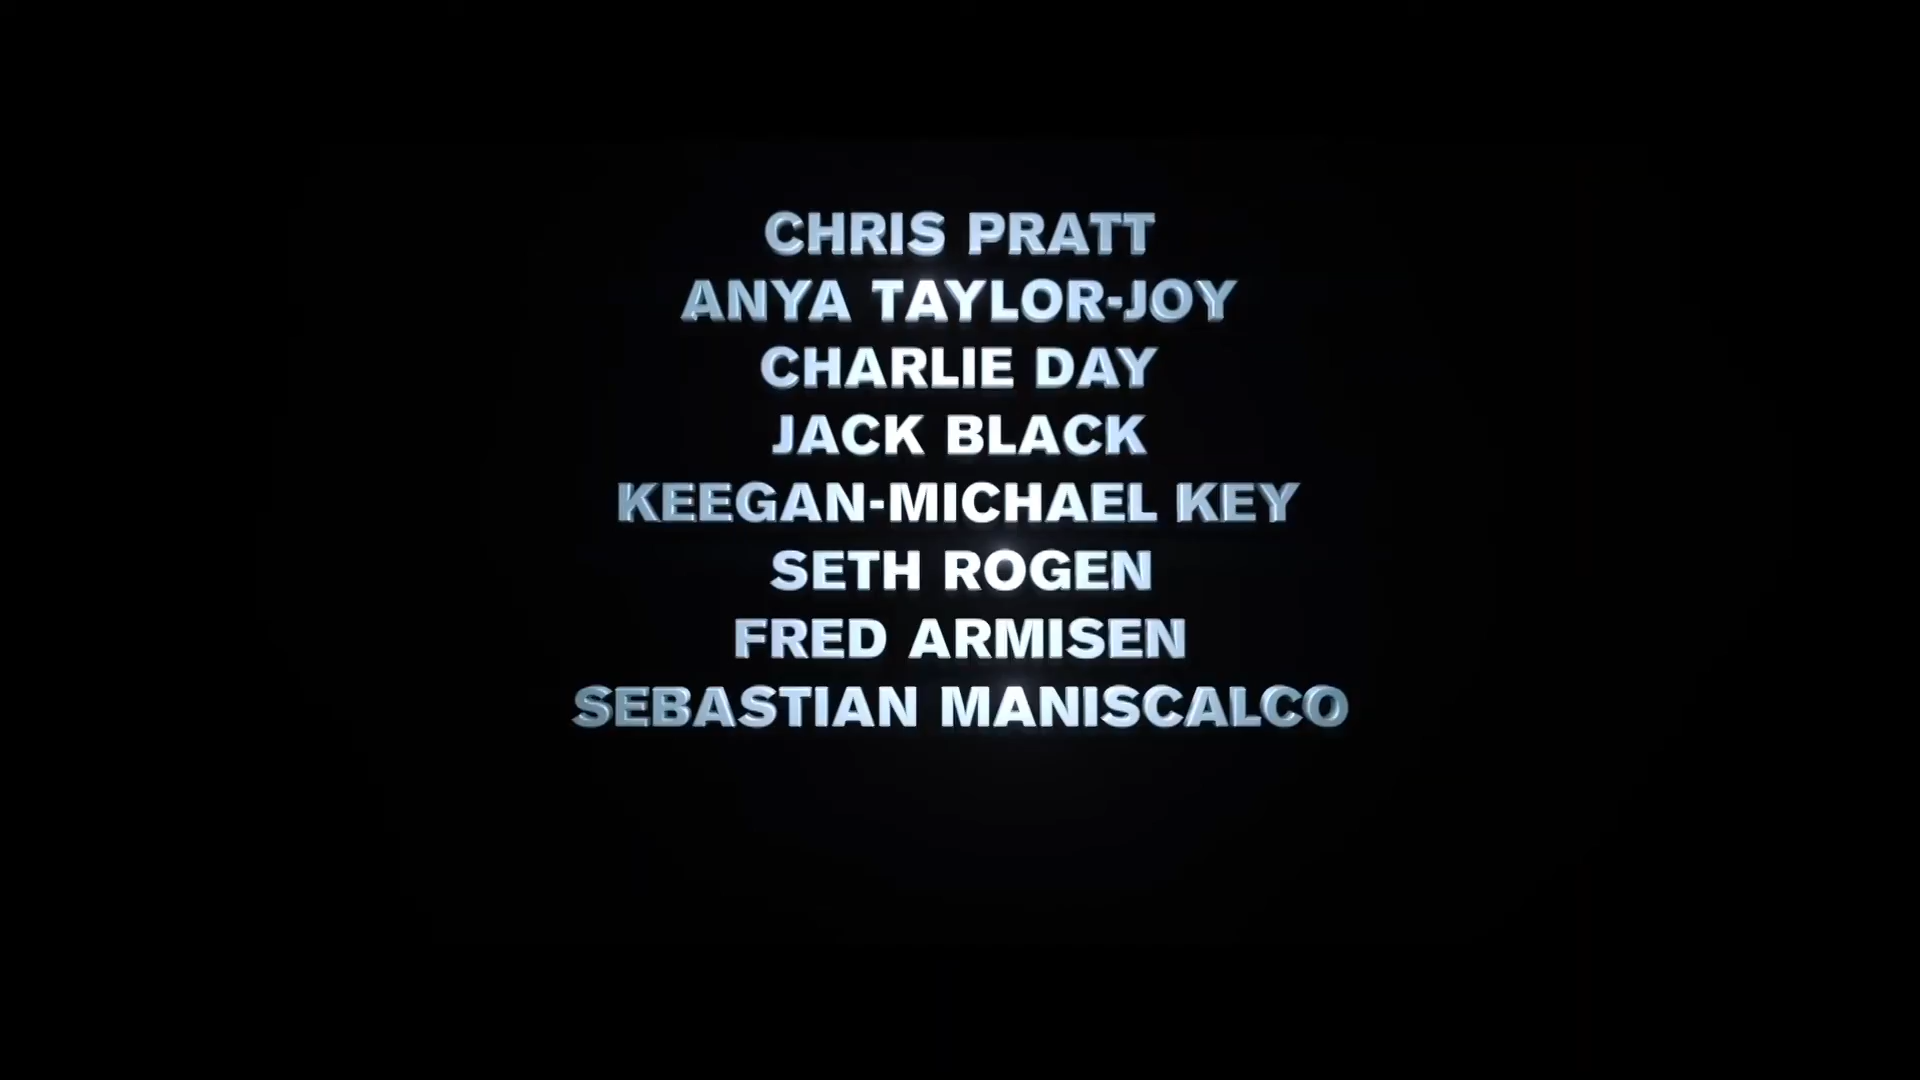 CHRIS PRATT
ANYA TAYLOR-JOY
CHARLIE DAY
JACK BLACK
KEEGAN-MICHAEL KEY
SETH ROGEN
FRED ARMISEN
SEBASTIAN MANISCALCO